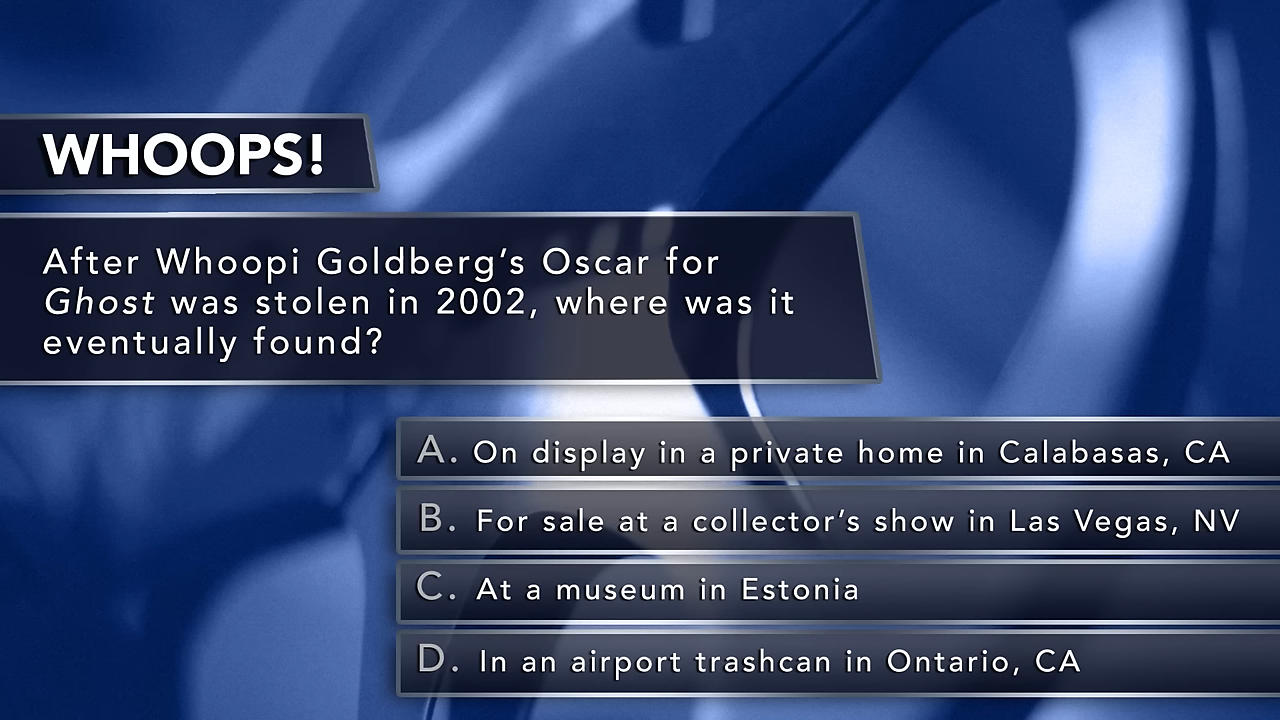 WHOOPS!
After Whoopi Goldberg’s Oscar for
Ghost was stolen in 2002, where was it
eventually found?
A. On display in a private home in Calabasas, CA
B. For sale at a collector’s show in Las Vegas, NV
C. At a museum in Estonia
D. In an airport trashcan in Ontario, CA